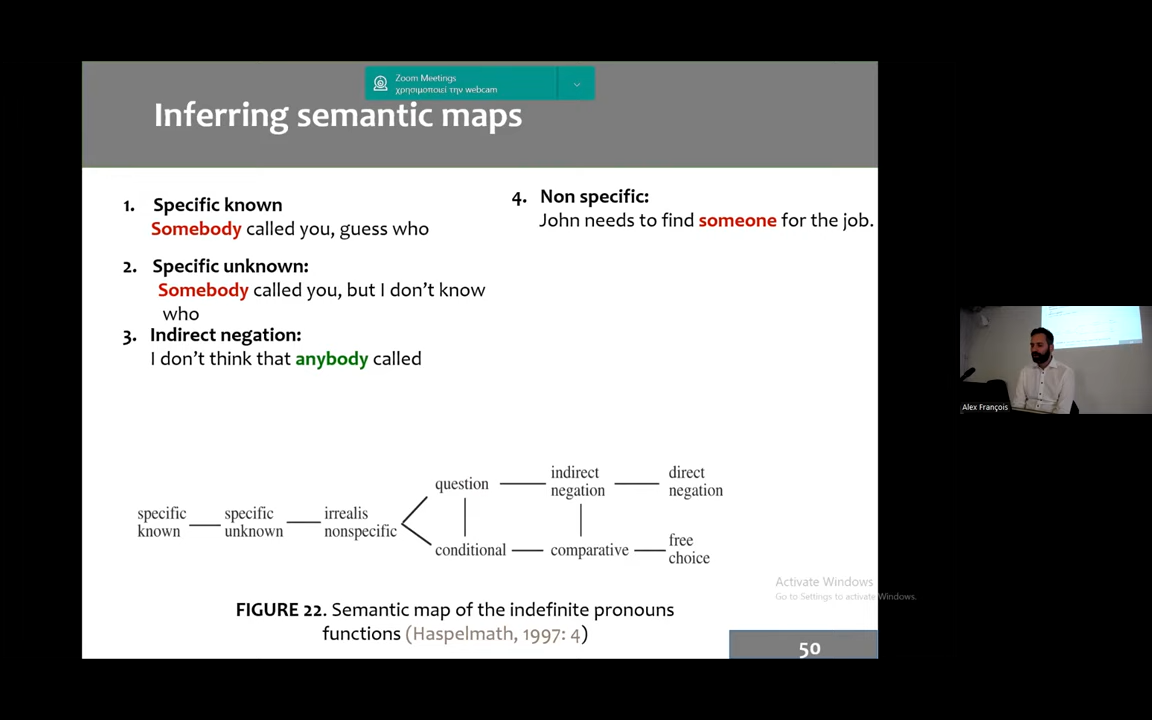 Zoom Meetings
χρησιμοποιεί την webcam
Inferring semantic maps
1. Specific known
Somebody called you, guess who
2. Specific unknown:
Somebody called you, but I don't know
who
3. Indirect negation:
I don't think that anybody called
4. Non specific:
John needs to find someone for the job.
specific known
specific unknown
irrealis nonspecific
question
indirect negation
direct negation
conditional
comparative
free choice
FIGURE 22. Semantic map of the indefinite pronouns
functions (Haspelmath, 1997: 4)
Activate Windows
Go to Settings to activate Windows.
50
Alex François